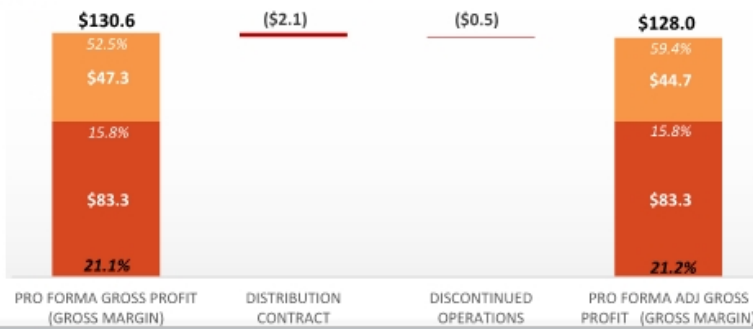 $130.6
($2.1)
($0.5)
$128.0
52.5%
59.4%
$47.3
$44.7
15.8%
15.8%
$83.3
$83.3
21.1%
21.2%
PRO FORMA GROSS PROFIT
(GROSS MARGIN)
DISTRIBUTION
CONTRACT
DISCONTINUED
OPERATIONS
PRO FORMA ADJ GROSS
PROFIT (GROSS MARGIN)